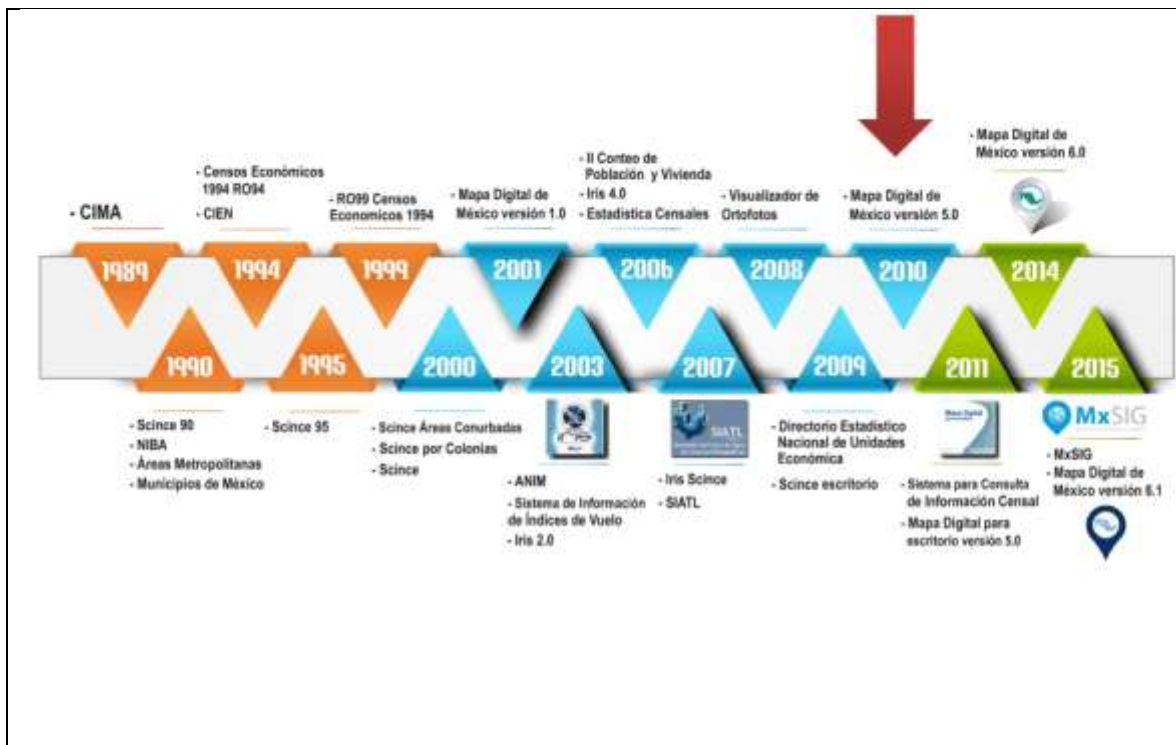 - CIMA
- Censos Económicos
1994 RO94
- CIEN
- RO99 Censos
Economicos 1994
- Mapa Digital de
México versión 1.0
- II Conteo de
Población y Vivienda
- Iris 4.0
- Estadística Censales
- Visualizador de
Ortofotos
- Mapa Digital de
México versión 5.0
- Mapa Digital de
México versión 6.0
1989
1994
1999
2001
2006
2008
2010
2014
1990
1995
2000
2003
2007
2009
2011
2015
- Scince 90
- NIBA
- Áreas Metropolitanas
- Municipios de México
- Scince 95
- Scince Áreas Conurbadas
- Scince por Colonias
- Scince
- ANIM
- Sistema de Información
de Índices de Vuelo
- Iris 2.0
SIATL
- Iris Scince
- SIATL
- Directorio Estadístico
Nacional de Unidades
Económica
- Scince escritorio
Mapa Digital
- Sistema para Consulta
de Información Censal
- Mapa Digital para
escritorio versión 5.0
MxSIG
- MxSIG
- Mapa Digital de
México versión 6.1